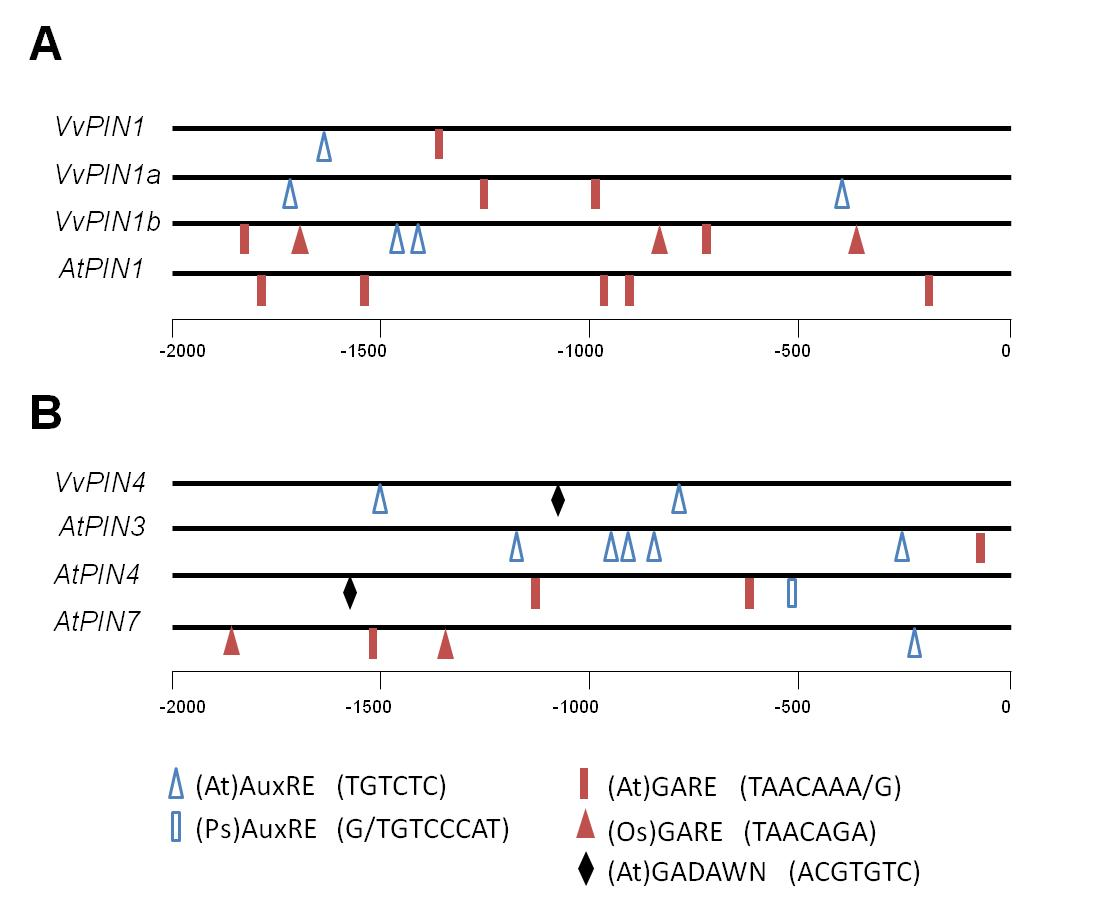 A
VvPIN1
VvPIN1a
VvPIN1b
AtPIN1
-2000 -1500 -1000 -500 0
B
VvPIN4
AtPIN3
AtPIN4
AtPIN7
-2000 -1500 -1000 -500 0
(At)AuxRE (TGTCTC) (At)GARE (TAACAAA/G)
(Ps)AuxRE (G/TGTCCCAT) (Os)GARE (TAACAGA)
(At)GADAWN (ACGTGTC)